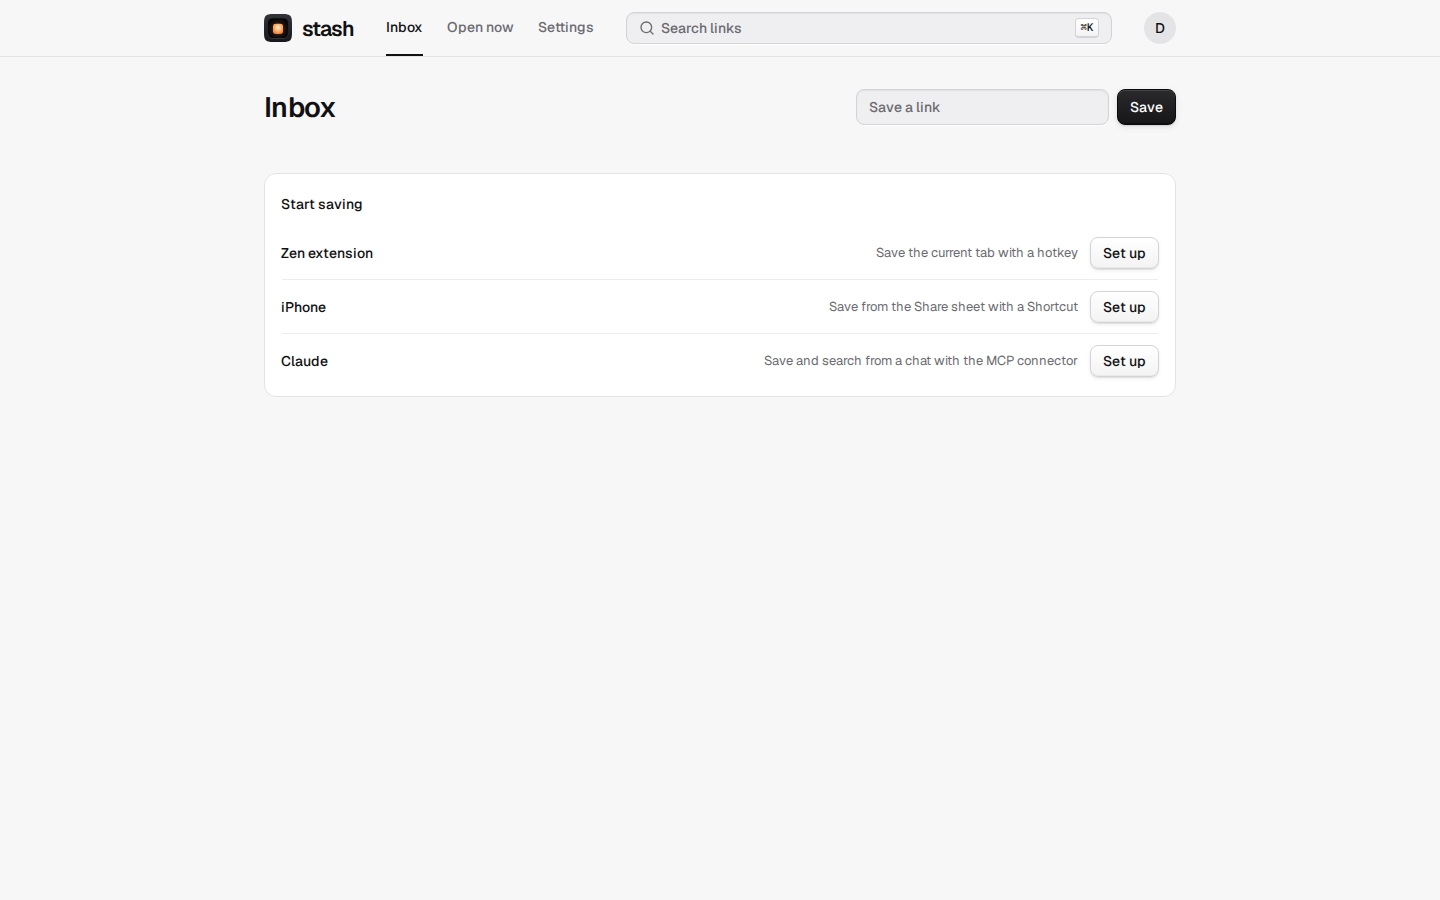 stash
Inbox
Open now
Settings
Search links
⌘K
D
Inbox
Save a link
Save
Start saving
Zen extension
Save the current tab with a hotkey
Set up
iPhone
Save from the Share sheet with a Shortcut
Set up
Claude
Save and search from a chat with the MCP connector
Set up